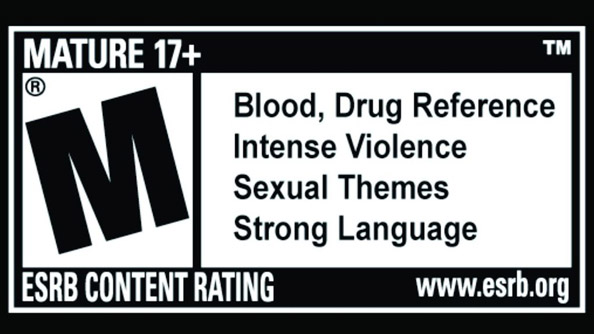 MATURE 17+
TM
®
M
Blood, Drug Reference
Intense Violence
Sexual Themes
Strong Language
ESRB CONTENT RATING
www.esrb.org